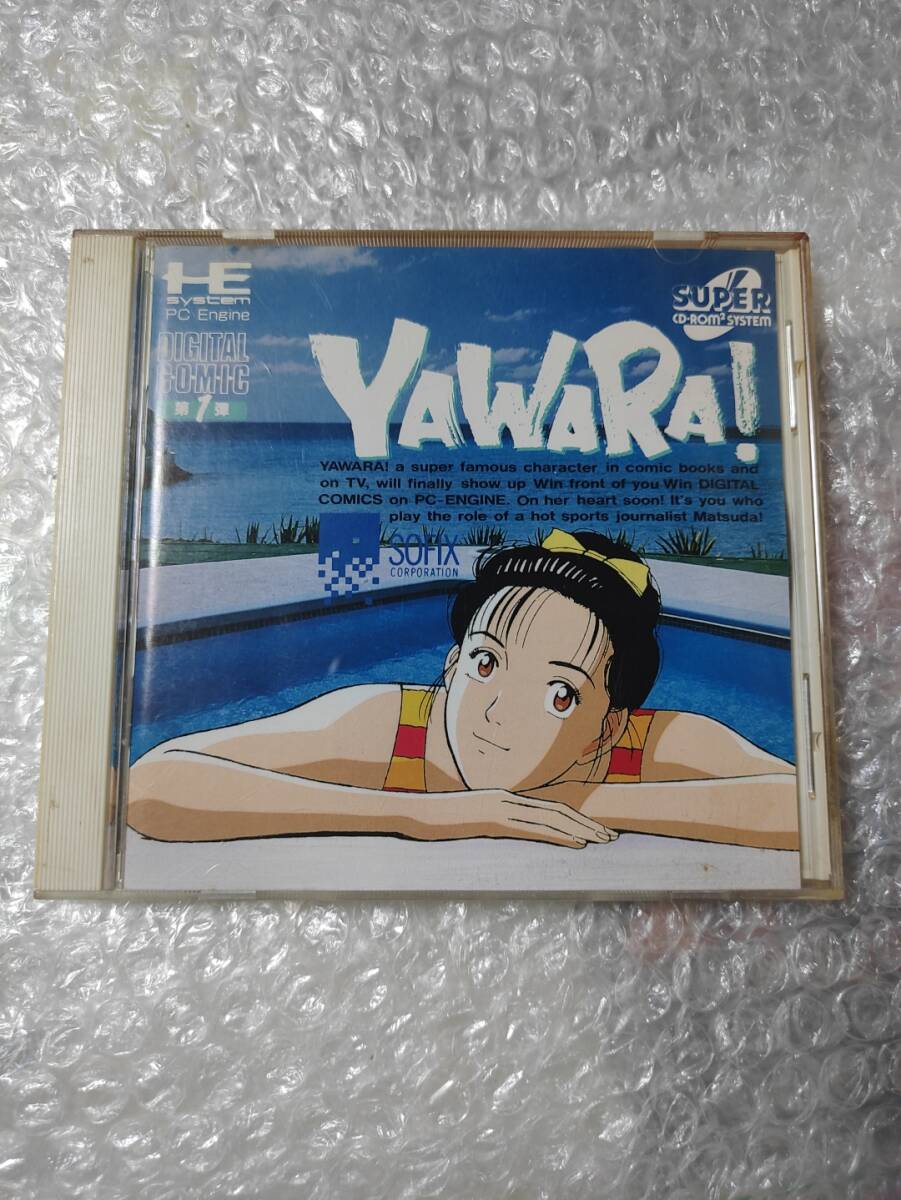 HE
system
PC Engine
DIGITAL
COMIC
第1弾
SUPER
CD-ROM² SYSTEM
YAWARA!
YAWARA! a super famous character in comic books and
on TV, will finally show up Win front of you Win DIGITAL
COMICS on PC-ENGINE. On her heart soon! It's you who
play the role of a hot sports journalist Matsuda!
SOFIX
CORPORATION